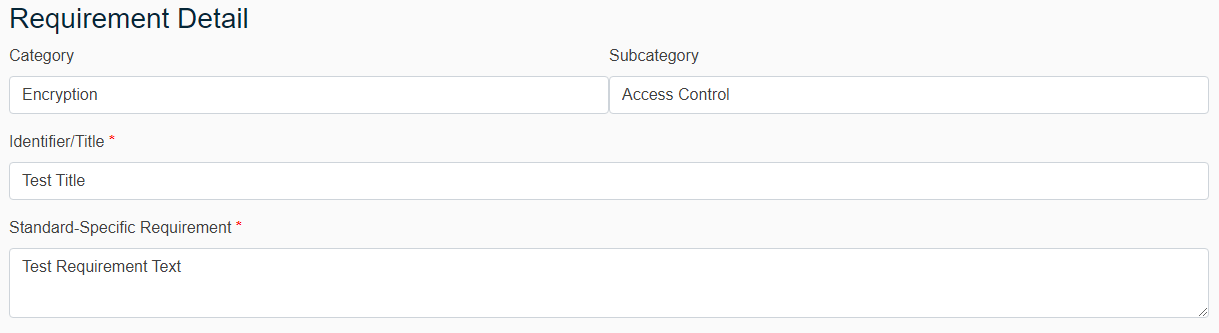 Requirement Detail
Category Subcategory
Encryption Access Control
Identifier/Title *
Test Title
Standard-Specific Requirement *
Test Requirement Text